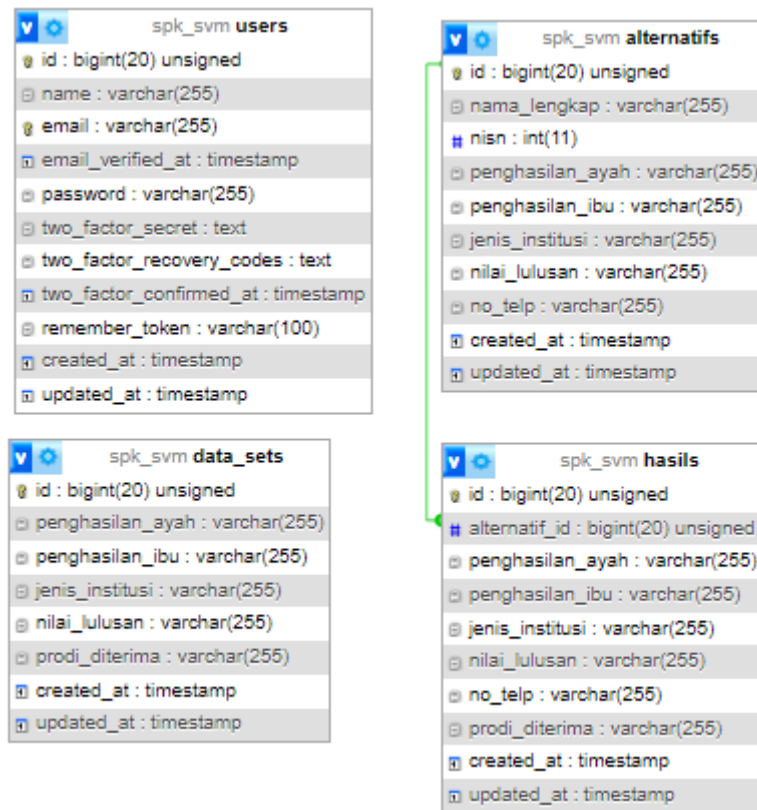 spk_svm users
id : bigint(20) unsigned
name : varchar(255)
email : varchar(255)
email_verified_at : timestamp
password : varchar(255)
two_factor_secret : text
two_factor_recovery_codes : text
two_factor_confirmed_at : timestamp
remember_token : varchar(100)
created_at : timestamp
updated_at : timestamp
spk_svm data_sets
id : bigint(20) unsigned
penghasilan_ayah : varchar(255)
penghasilan_ibu : varchar(255)
jenis_institusi : varchar(255)
nilai_lulusan : varchar(255)
prodi_diterima : varchar(255)
created_at : timestamp
updated_at : timestamp
spk_svm alternatifs
id : bigint(20) unsigned
nama_lengkap : varchar(255)
# nisn : int(11)
penghasilan_ayah : varchar(255)
penghasilan_ibu : varchar(255)
jenis_institusi : varchar(255)
nilai_lulusan : varchar(255)
no_telp : varchar(255)
created_at : timestamp
updated_at : timestamp
spk_svm hasils
id : bigint(20) unsigned
# alternatif_id : bigint(20) unsigned
penghasilan_ayah : varchar(255)
penghasilan_ibu : varchar(255)
jenis_institusi : varchar(255)
nilai_lulusan : varchar(255)
no_telp : varchar(255)
prodi_diterima : varchar(255)
created_at : timestamp
updated_at : timestamp